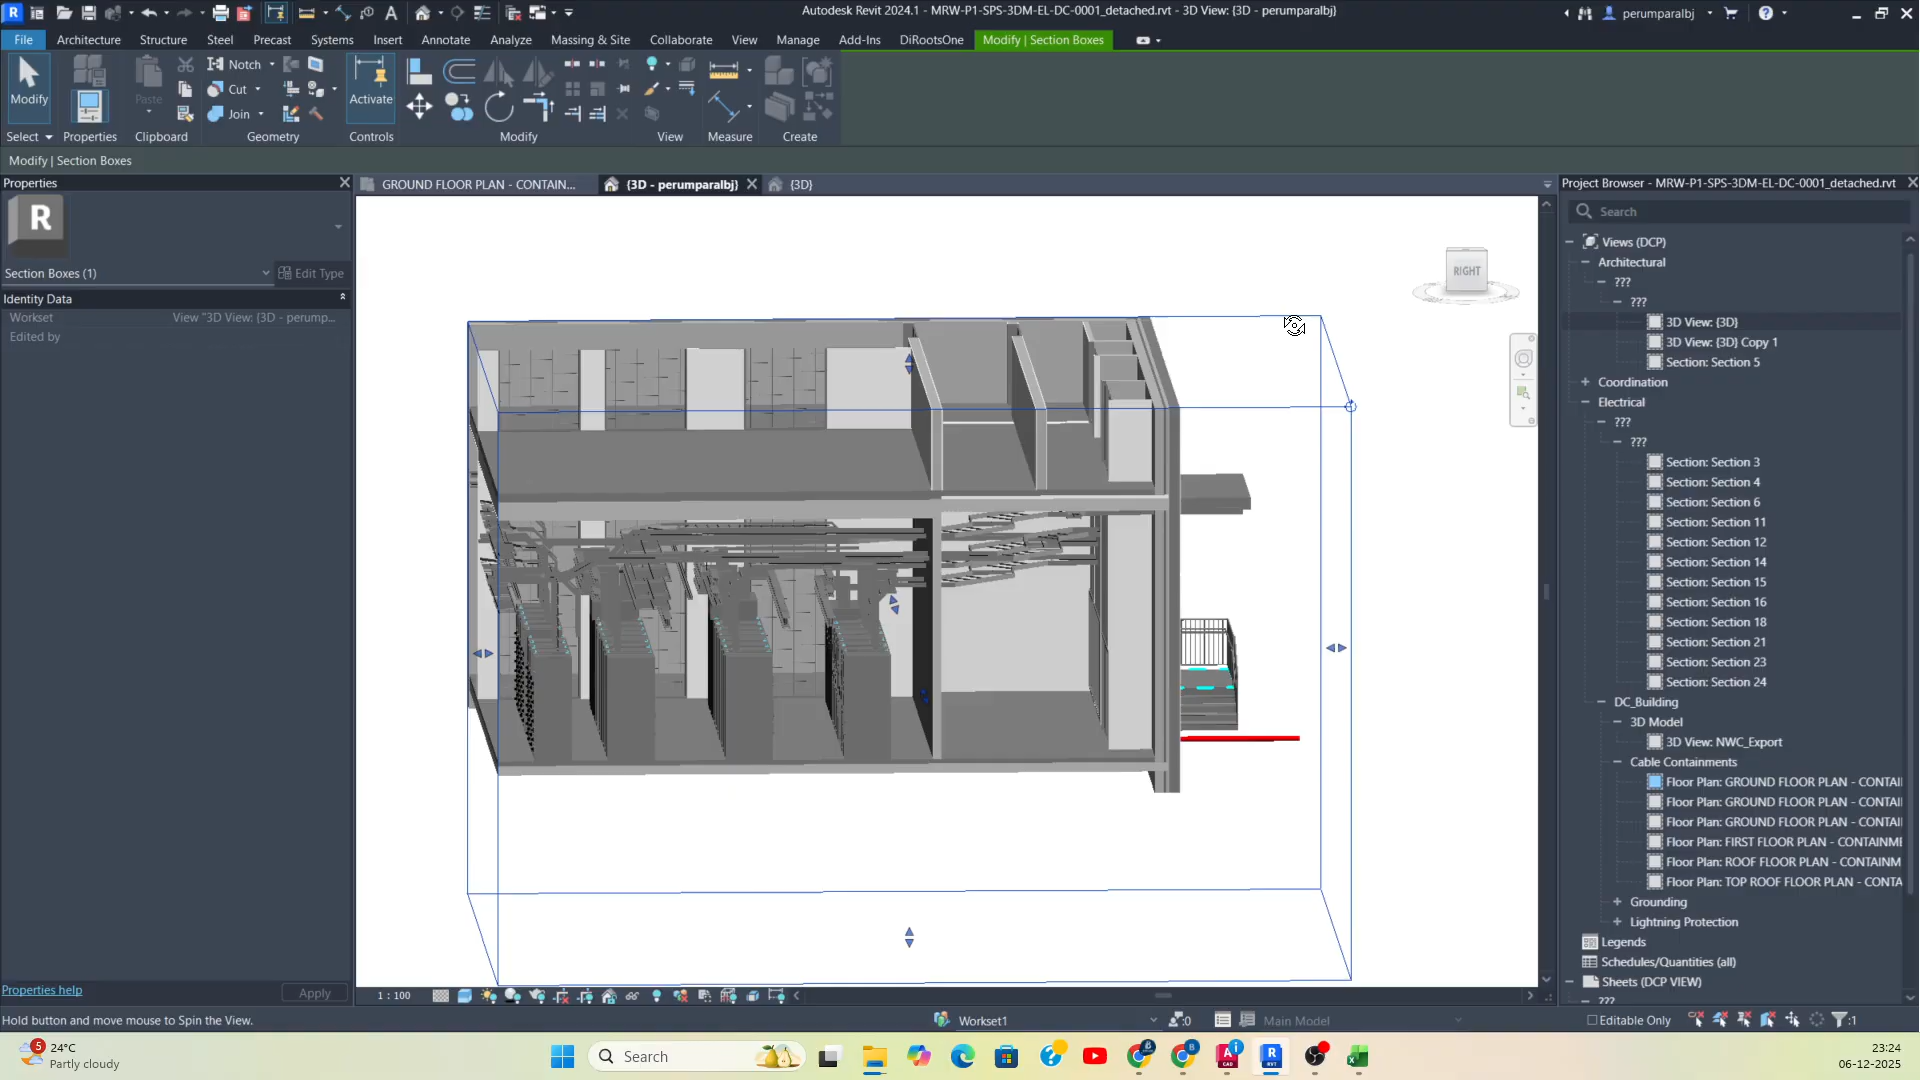 Autodesk Revit 2024.1 - MRW-P1-SPS-3DM-EL-DC-0001_detached.rvt - 3D View: {3D - perumparalbj}
perumparalbj
File Architecture Structure Steel Precast Systems Insert Annotate Analyze Massing & Site Collaborate View Manage Add-Ins DiRootsOne Modify | Section Boxes
Modify Paste Notch Cut Join Activate
Select Properties Clipboard Geometry Controls Modify View Measure Create
Modify | Section Boxes
Properties
GROUND FLOOR PLAN - CONTAIN...
{3D - perumparalbj}
{3D}
Project Browser - MRW-P1-SPS-3DM-EL-DC-0001_detached.rvt
R
Section Boxes (1)
Edit Type
Identity Data
Workset View "3D View: {3D - perump...
Edited by
RIGHT
Search
Views (DCP)
Architectural
???
???
3D View: {3D}
3D View: {3D} Copy 1
Section: Section 5
Coordination
Electrical
???
???
Section: Section 3
Section: Section 4
Section: Section 6
Section: Section 11
Section: Section 12
Section: Section 14
Section: Section 15
Section: Section 16
Section: Section 18
Section: Section 21
Section: Section 23
Section: Section 24
DC_Building
3D Model
3D View: NWC_Export
Cable Containments
Floor Plan: GROUND FLOOR PLAN - CONTAI
Floor Plan: GROUND FLOOR PLAN - CONTAI
Floor Plan: GROUND FLOOR PLAN - CONTAI
Floor Plan: FIRST FLOOR PLAN - CONTAINME
Floor Plan: ROOF FLOOR PLAN - CONTAINM
Floor Plan: TOP ROOF FLOOR PLAN - CONTA
Grounding
Lightning Protection
Legends
Schedules/Quantities (all)
Sheets (DCP VIEW)
???
Properties help
Apply
1 : 100
Hold button and move mouse to Spin the View.
Workset1
:0
Main Model
Editable Only
:1
5
24°C
Partly cloudy
Search
23:24
06-12-2025